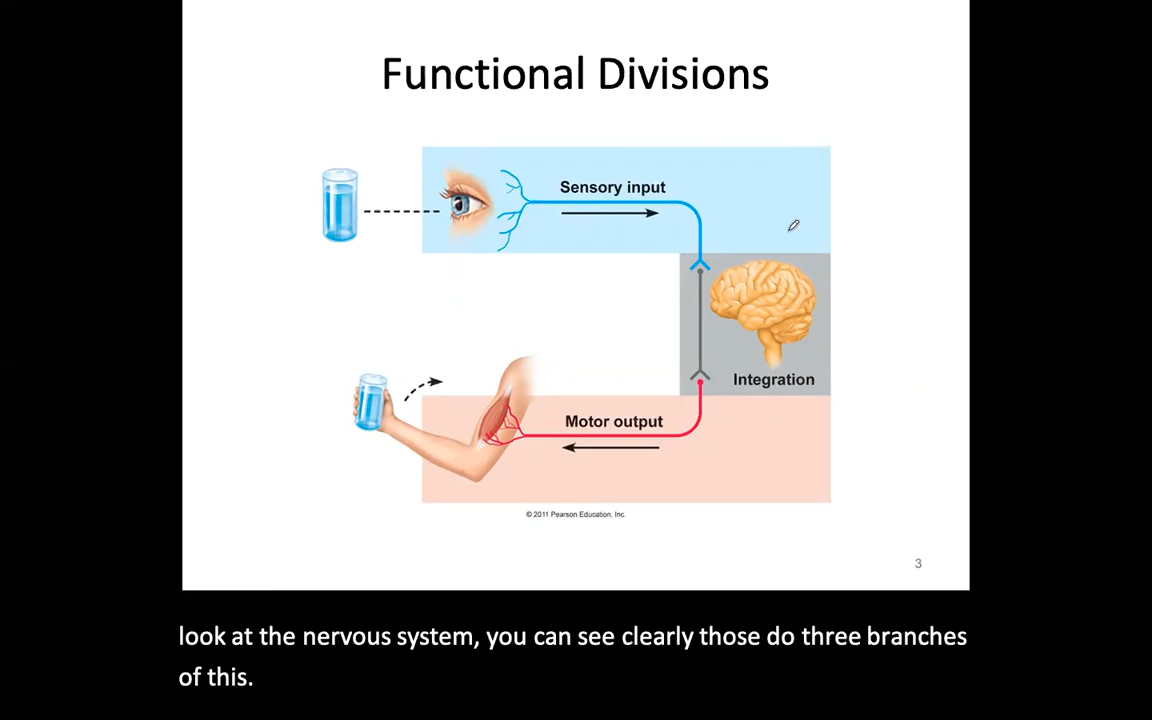 Functional Divisions
Sensory input
Integration
Motor output
© 2011 Pearson Education, Inc.
3
look at the nervous system, you can see clearly those do three branches
of this.